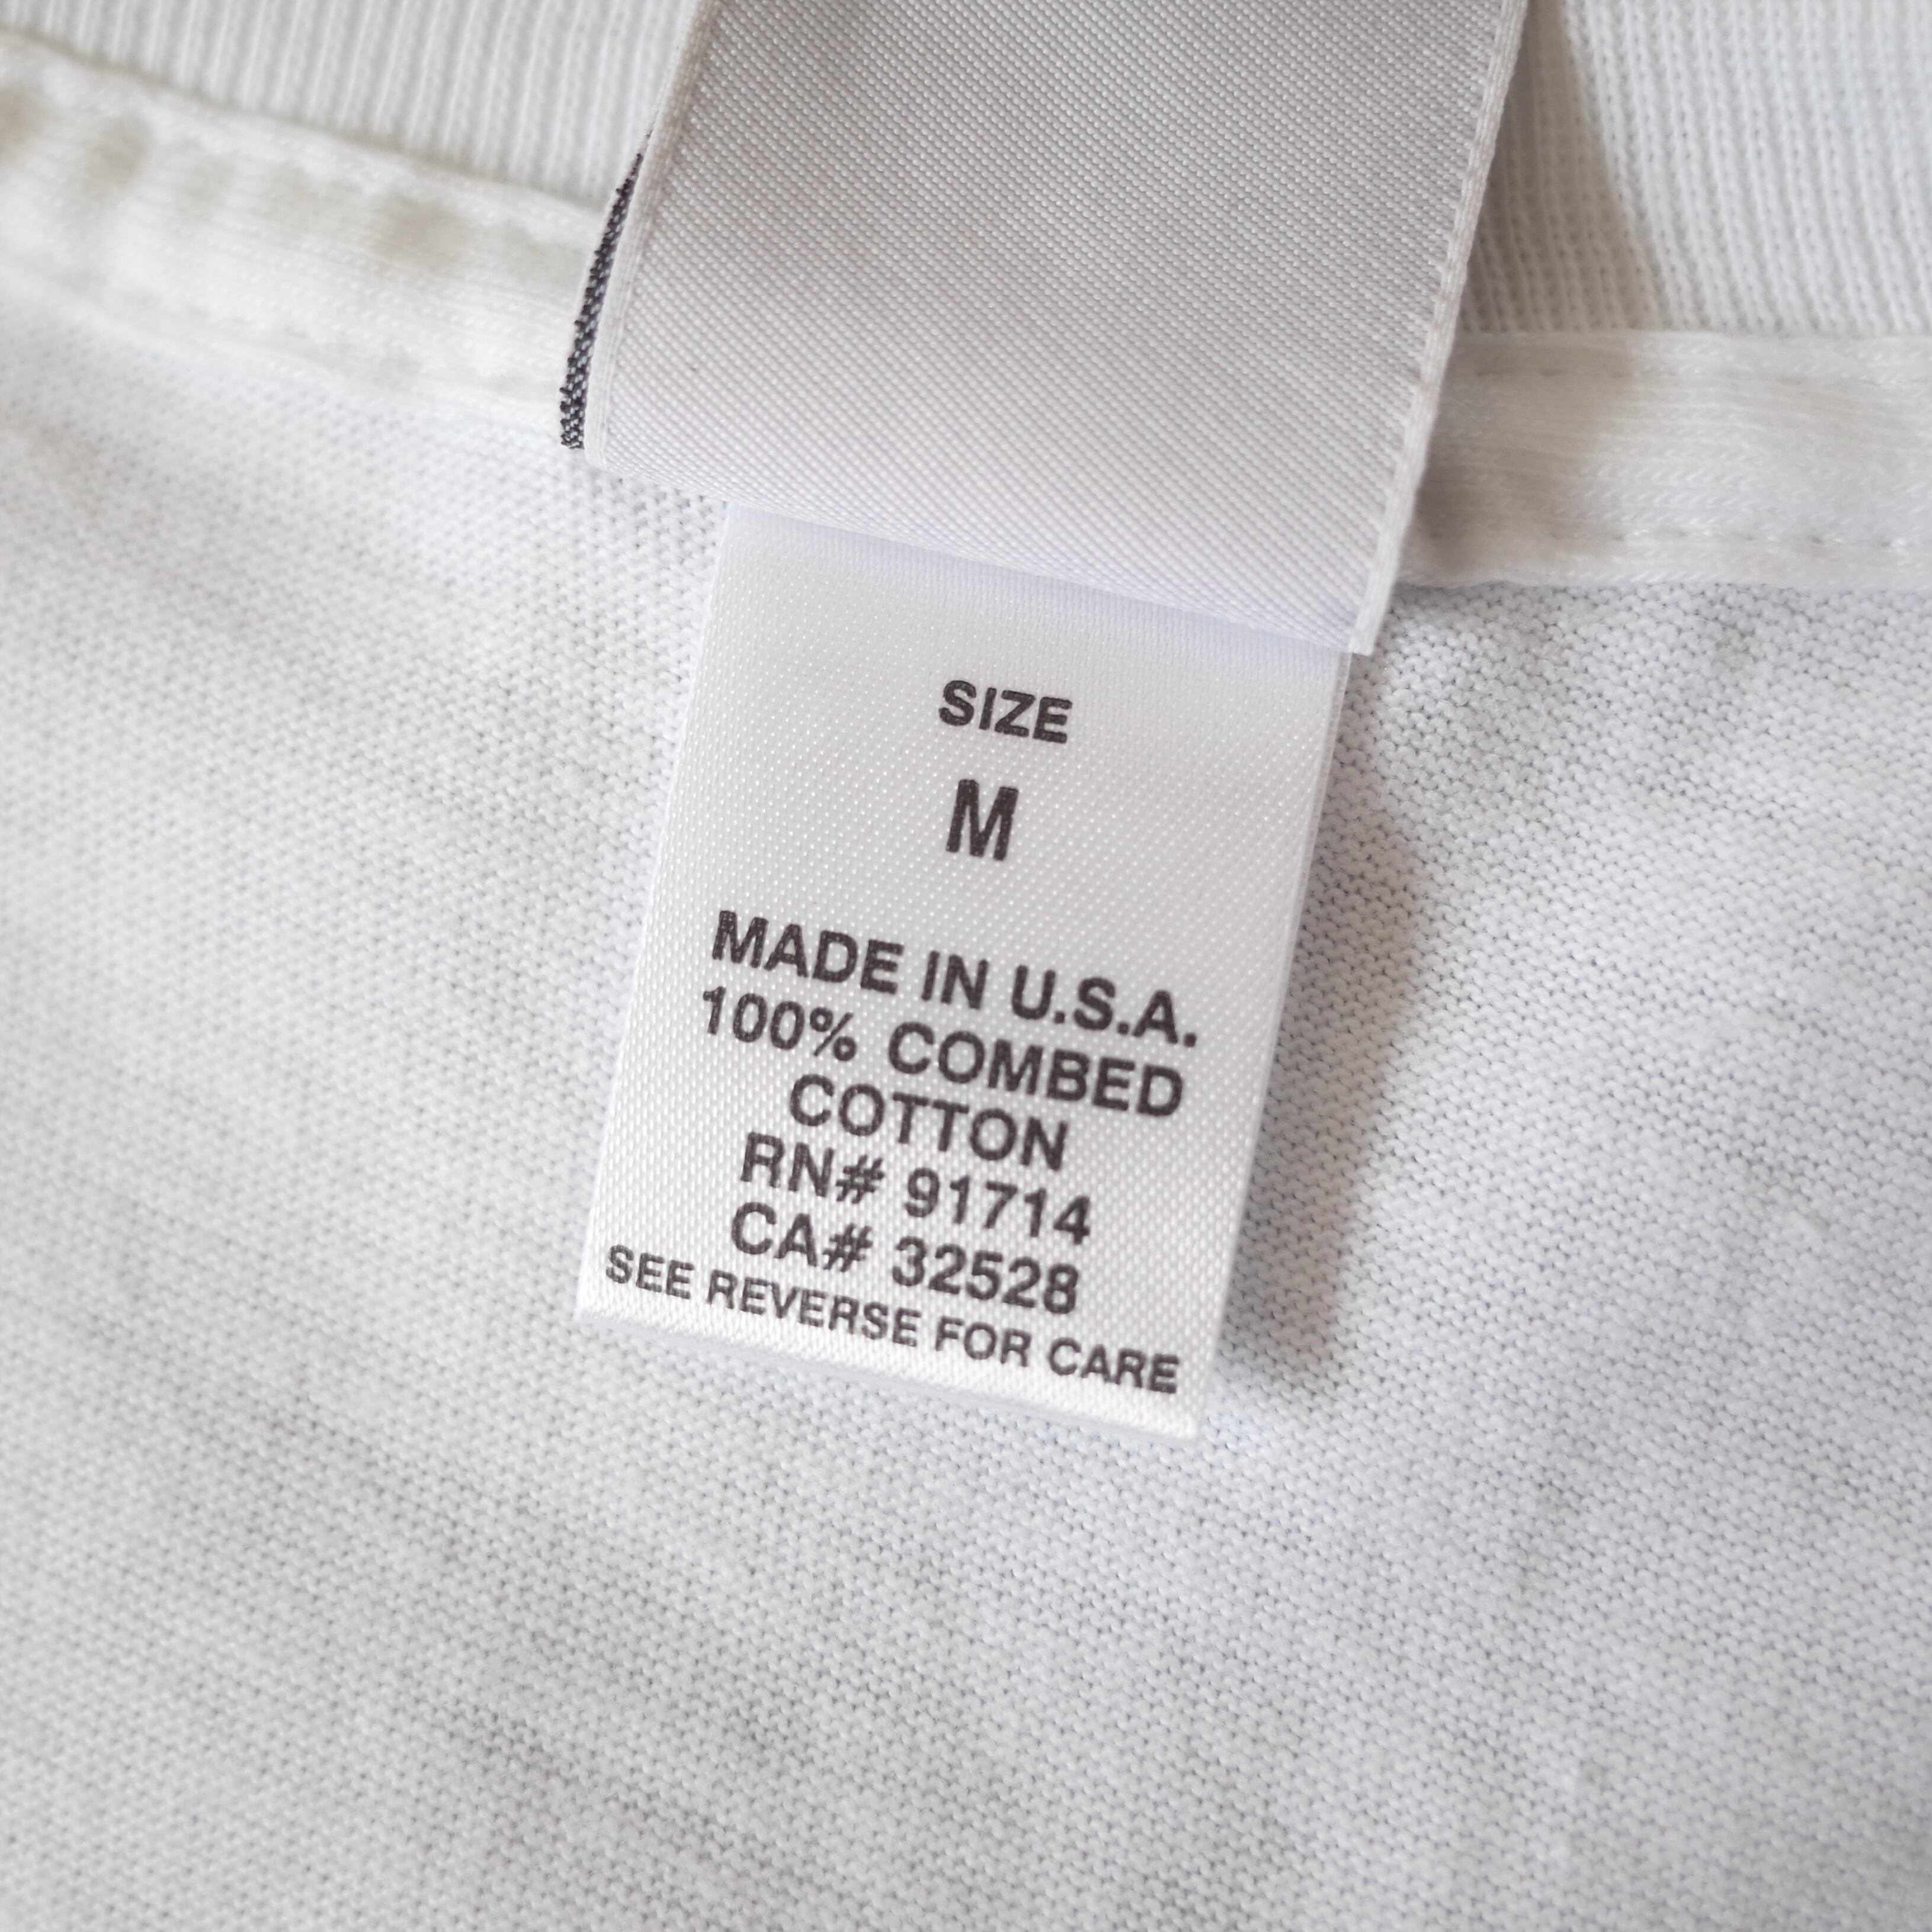 SIZE
M
MADE IN U.S.A.
100% COMBED
COTTON
RN# 91714
CA# 32528
SEE REVERSE FOR CARE